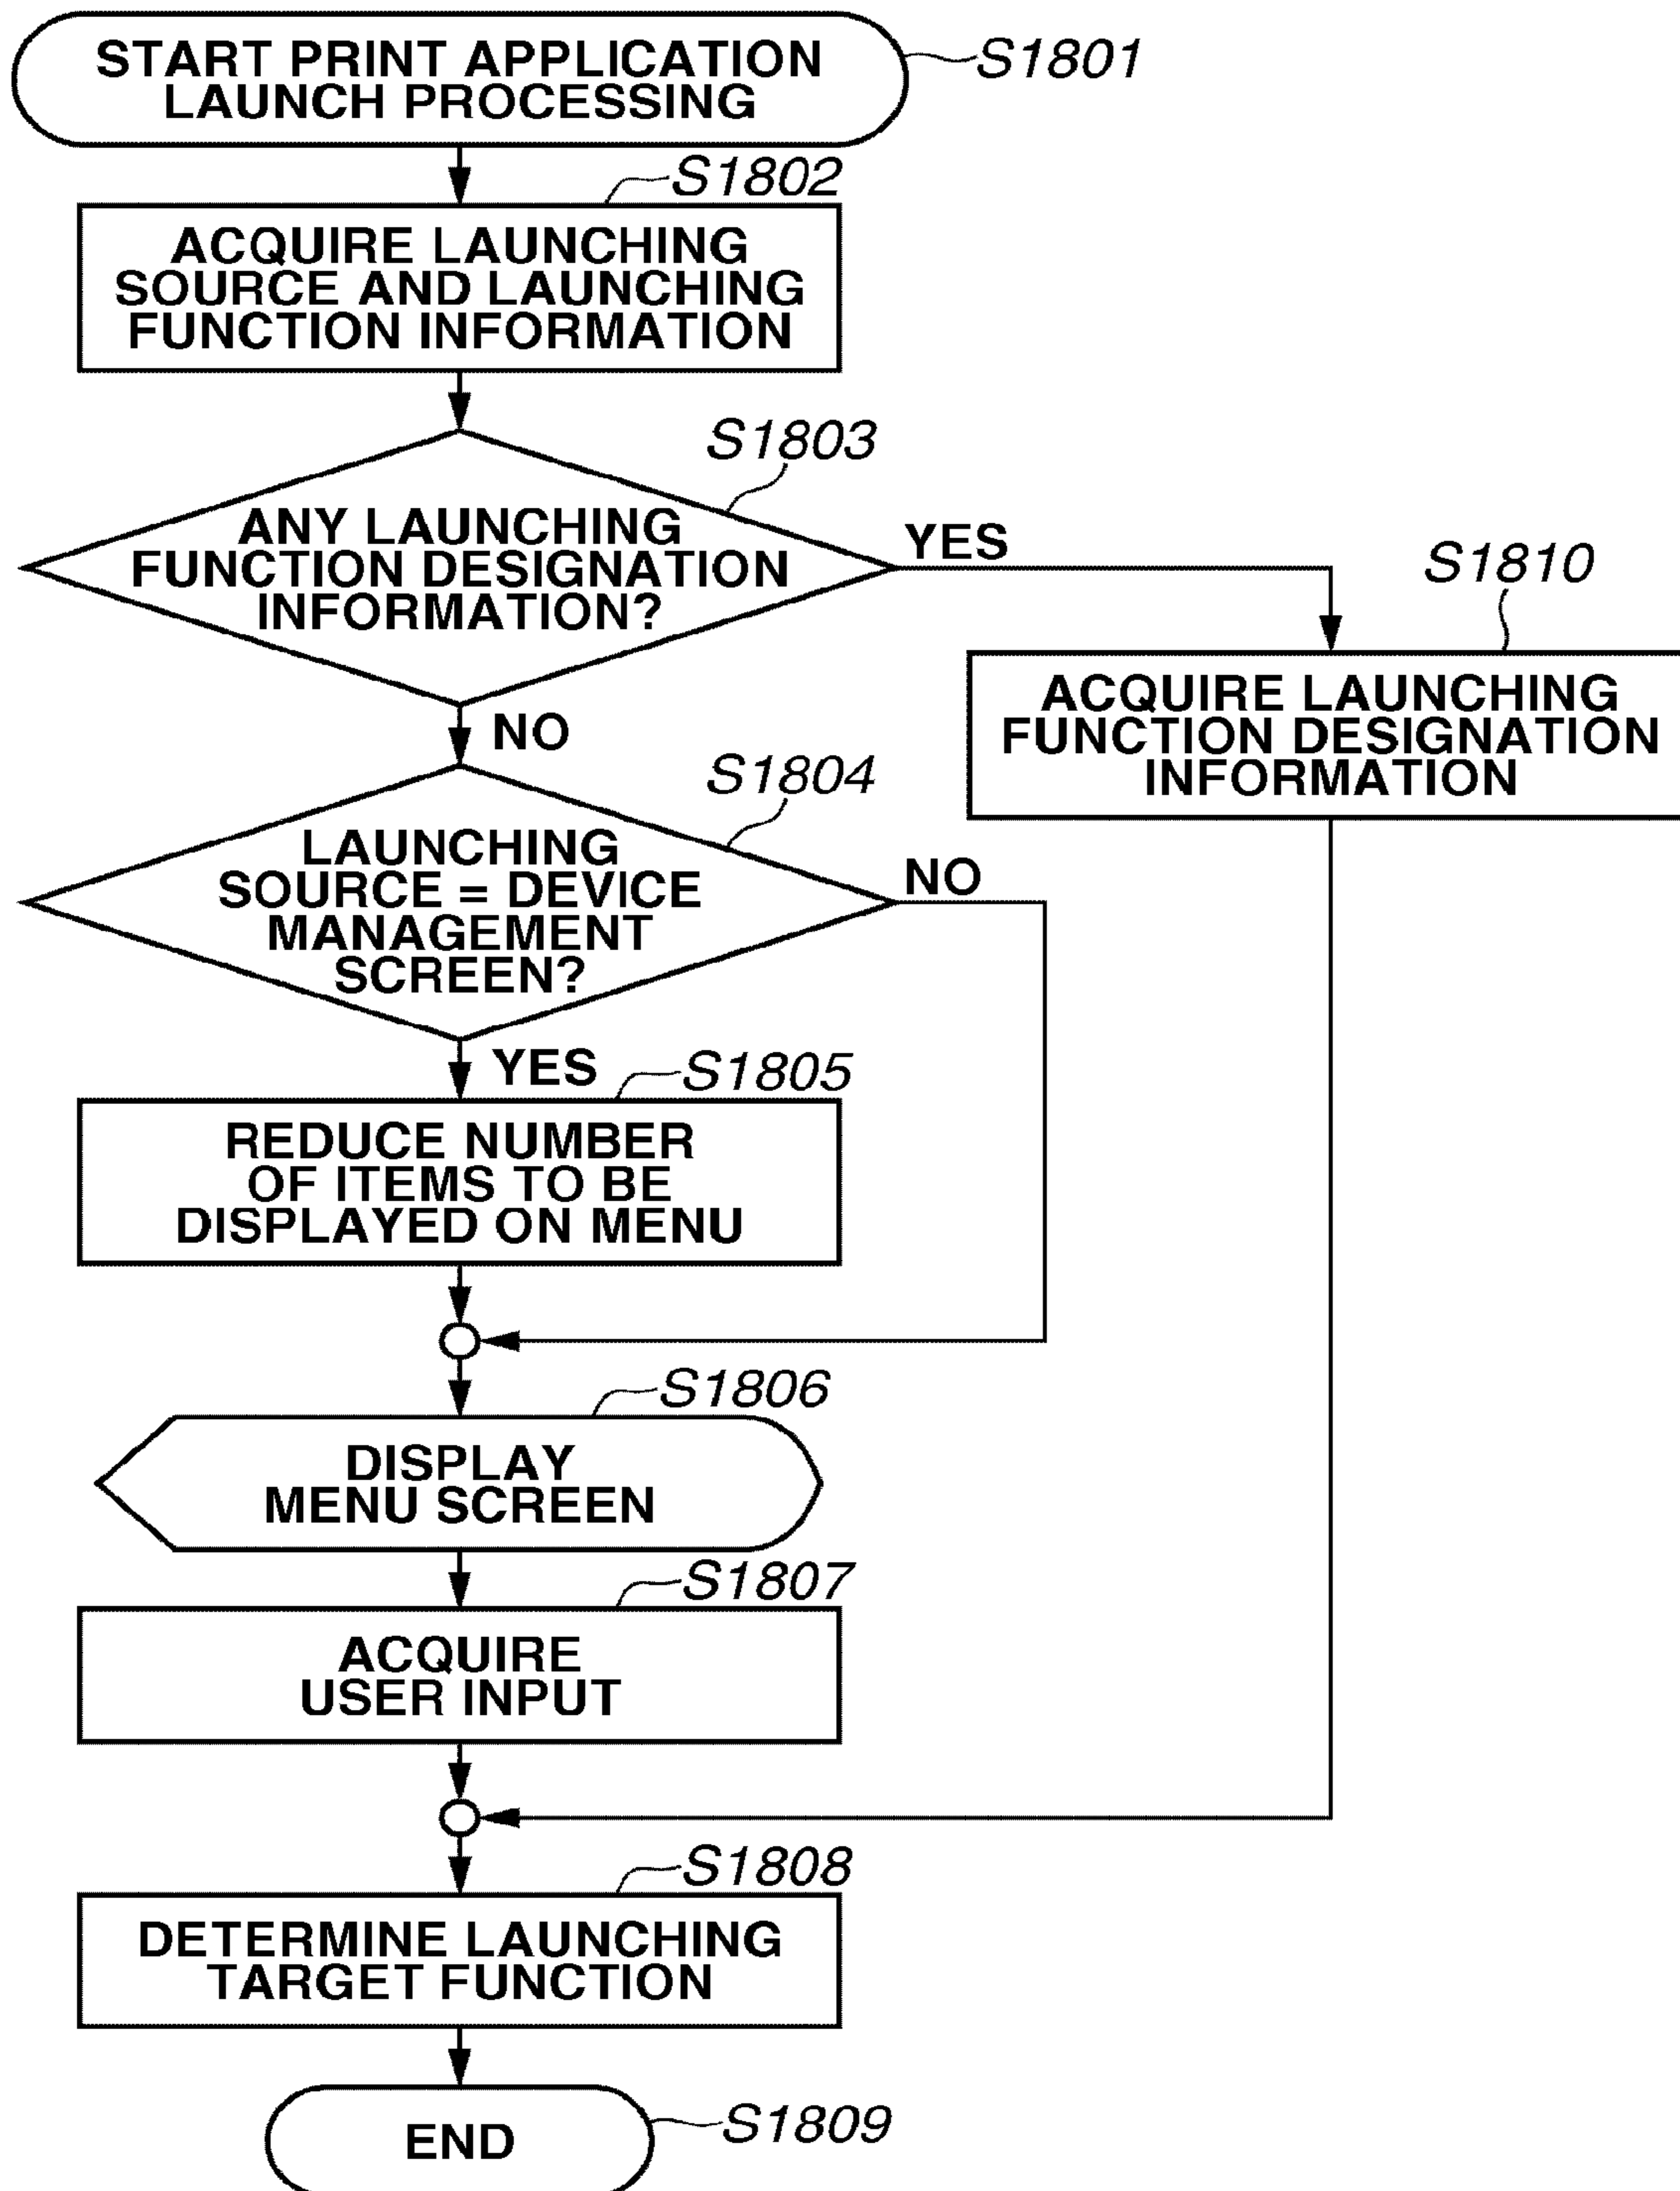 START PRINT APPLICATION
LAUNCH PROCESSING
S1801
S1802
ACQUIRE LAUNCHING
SOURCE AND LAUNCHING
FUNCTION INFORMATION
S1803
ANY LAUNCHING
FUNCTION DESIGNATION
INFORMATION?
YES
S1810
ACQUIRE LAUNCHING
FUNCTION DESIGNATION
INFORMATION
NO
S1804
LAUNCHING
SOURCE = DEVICE
MANAGEMENT
SCREEN?
NO
YES
S1805
REDUCE NUMBER
OF ITEMS TO BE
DISPLAYED ON MENU
S1806
DISPLAY
MENU SCREEN
S1807
ACQUIRE
USER INPUT
S1808
DETERMINE LAUNCHING
TARGET FUNCTION
END
S1809